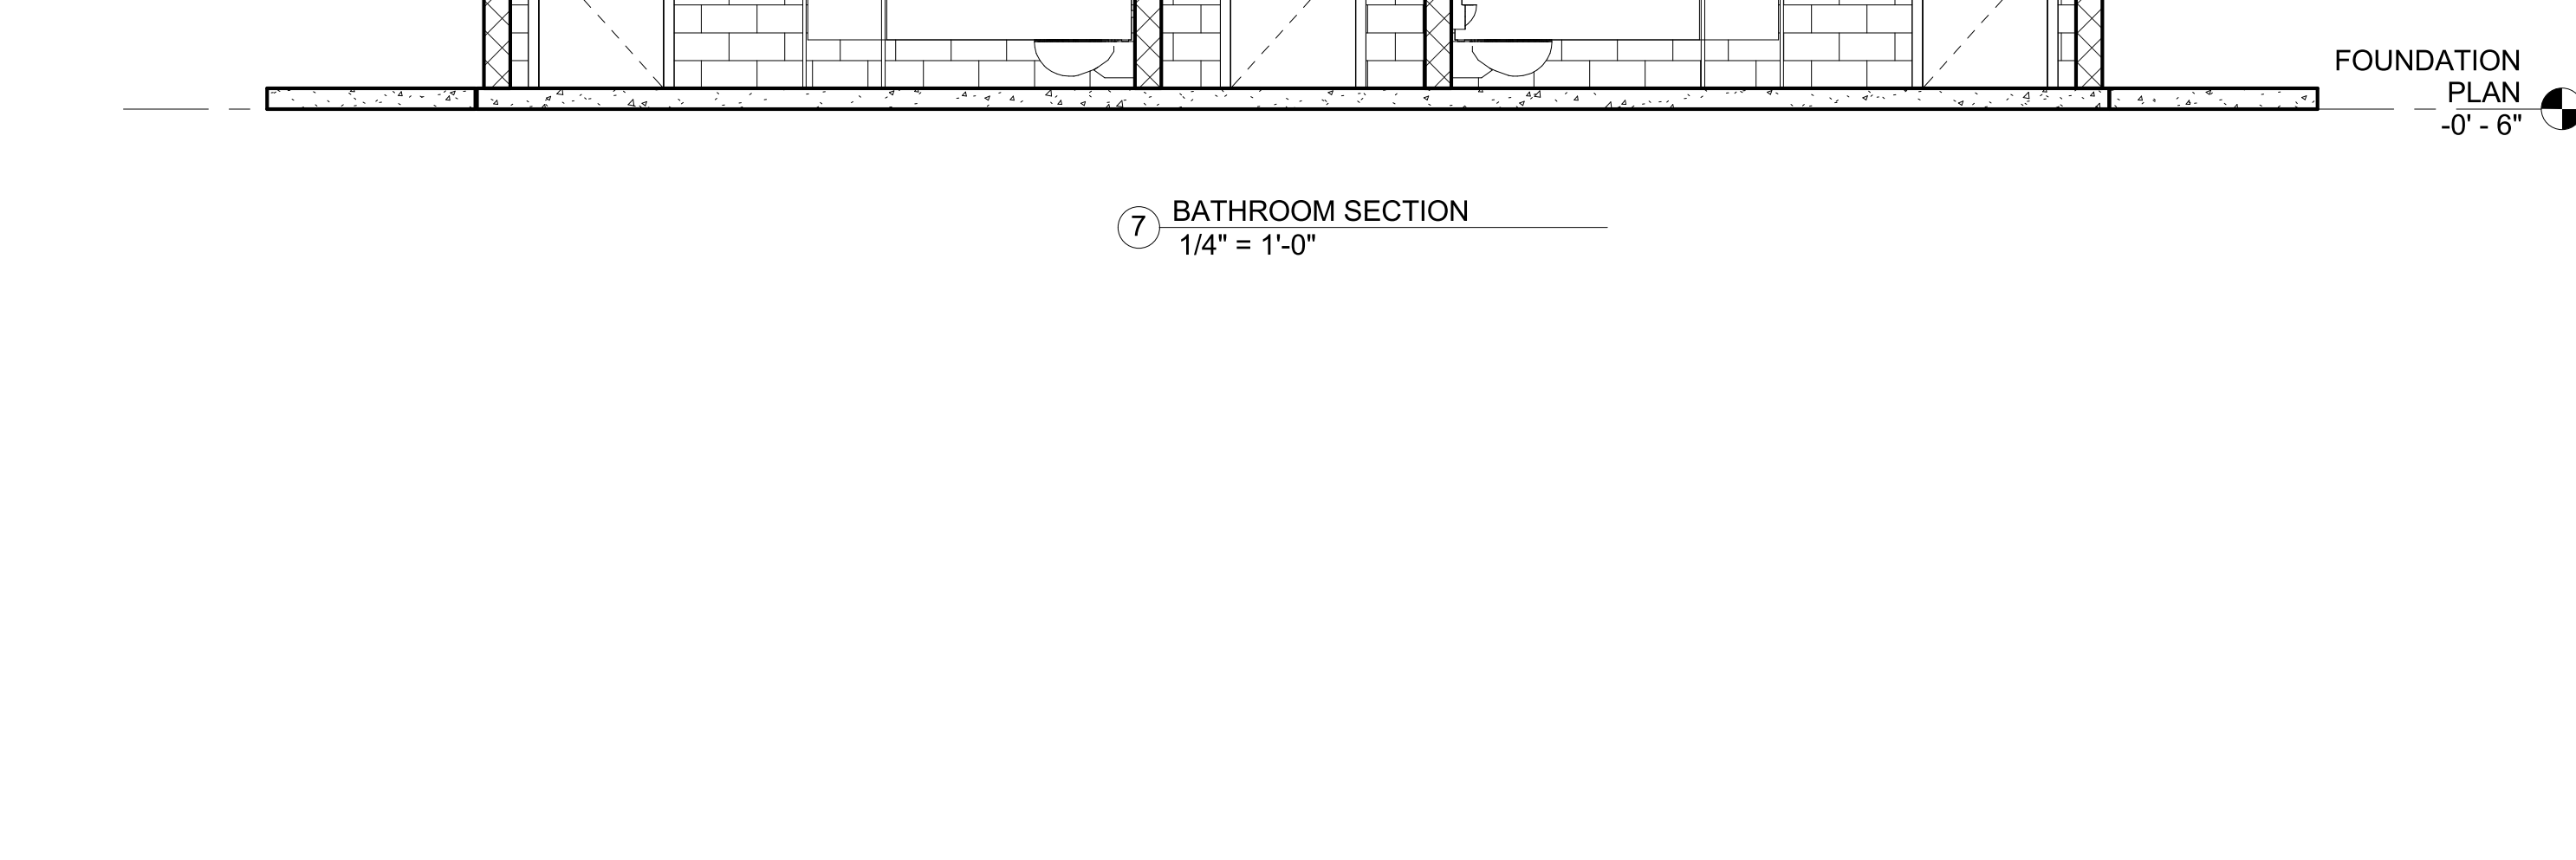 FOUNDATION
PLAN
-0' - 6"
7
BATHROOM SECTION
1/4" = 1'-0"